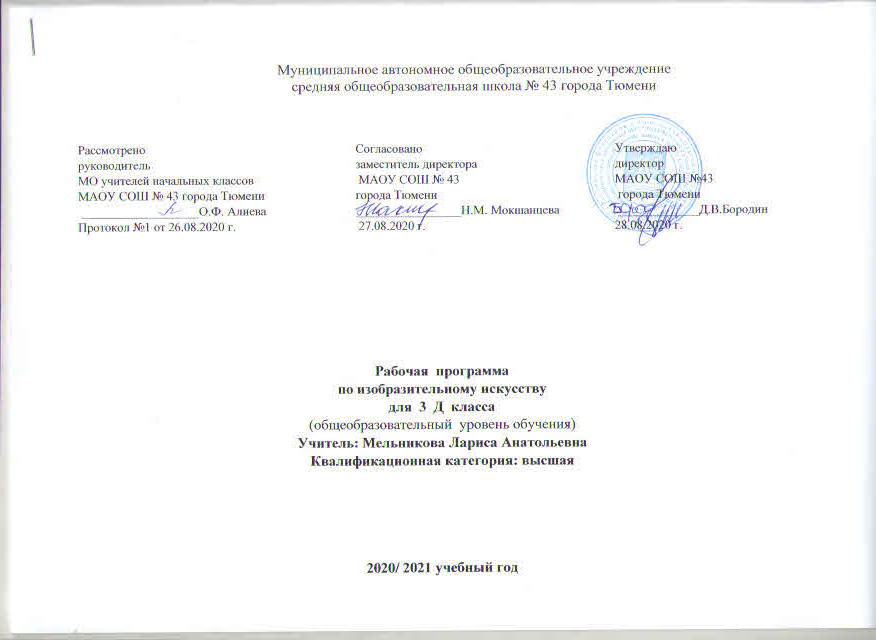 Муниципальное автономное общеобразовательное учреждение
средняя общеобразовательная школа № 43 города Тюмени
Рассмотрено
руководитель
МО учителей начальных классов
МАОУ СОШ № 43 города Тюмени
О.Ф. Алиева
Протокол №1 от 26.08.2020 г.
Согласовано
заместитель директора
МАОУ СОШ № 43
города Тюмени
Н.М. Мокшанцева
27.08.2020 г.
Утверждаю
директор
МАОУ СОШ №43
города Тюмени
Д.В.Бородин
28.08.2020 г.
Рабочая программа
по изобразительному искусству
для 3 Д класса
(общеобразовательный уровень обучения)
Учитель: Мельникова Лариса Анатольевна
Квалификационная категория: высшая
2020/ 2021 учебный год